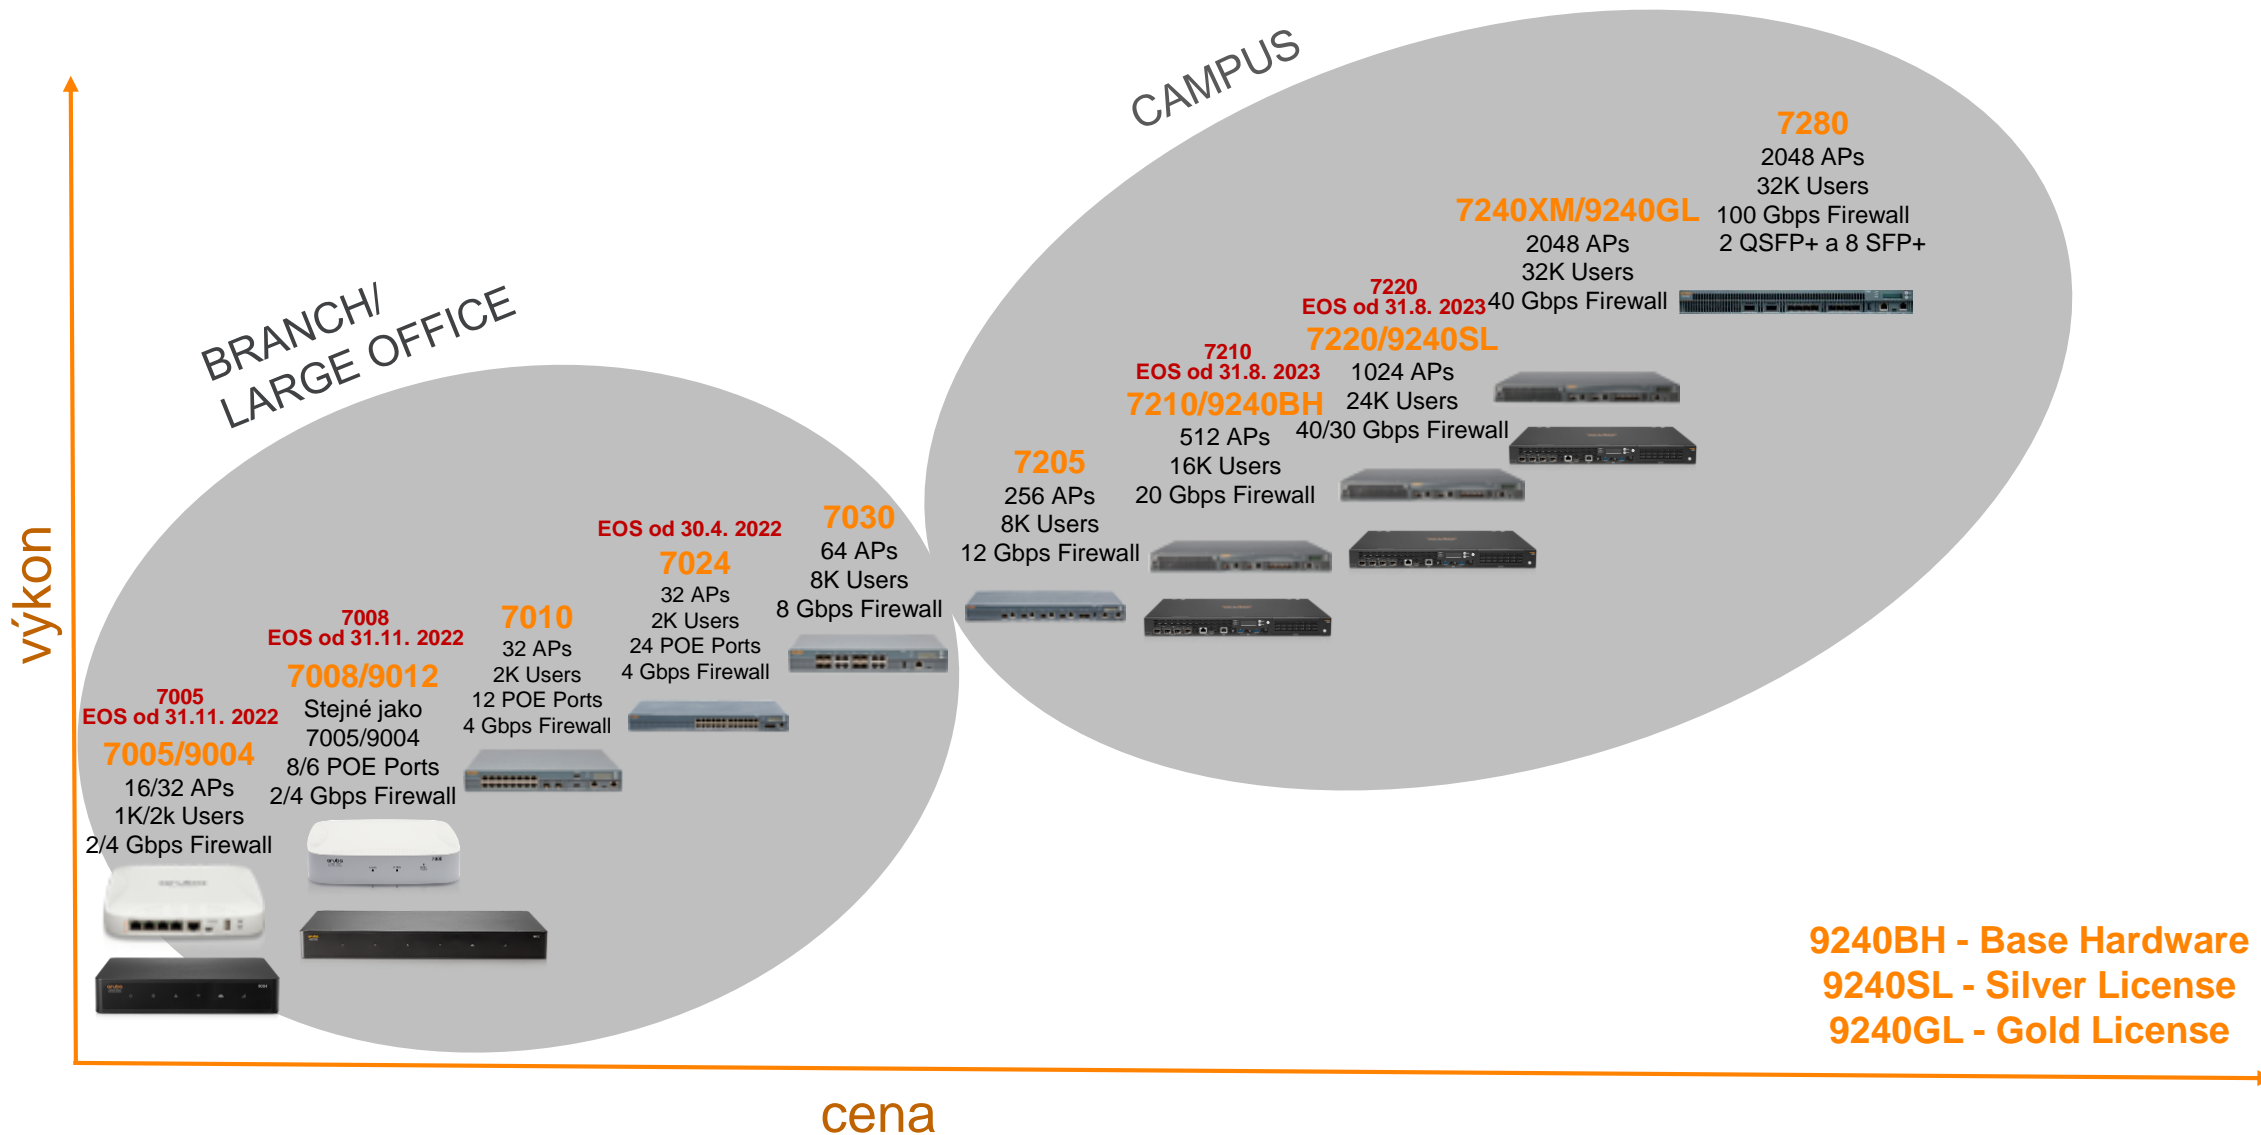 CAMPUS
7280
2048 APs
32K Users
100 Gbps Firewall
2 QSFP+ a 8 SFP+
7240XM/9240GL
2048 APs
32K Users
40 Gbps Firewall
7220
EOS od 31.8. 2023
7220/9240SL
1024 APs
24K Users
40/30 Gbps Firewall
7210
EOS od 31.8. 2023
7210/9240BH
512 APs
16K Users
20 Gbps Firewall
7205
256 APs
8K Users
12 Gbps Firewall
BRANCH/
LARGE OFFICE
7030
64 APs
8K Users
8 Gbps Firewall
EOS od 30.4. 2022
7024
32 APs
2K Users
24 POE Ports
4 Gbps Firewall
7010
32 APs
2K Users
12 POE Ports
4 Gbps Firewall
7008
EOS od 31.11. 2022
7008/9012
Stejné jako
7005/9004
8/6 POE Ports
2/4 Gbps Firewall
7005
EOS od 31.11. 2022
7005/9004
16/32 APs
1K/2k Users
2/4 Gbps Firewall
výkon
cena
9240BH - Base Hardware
9240SL - Silver License
9240GL - Gold License